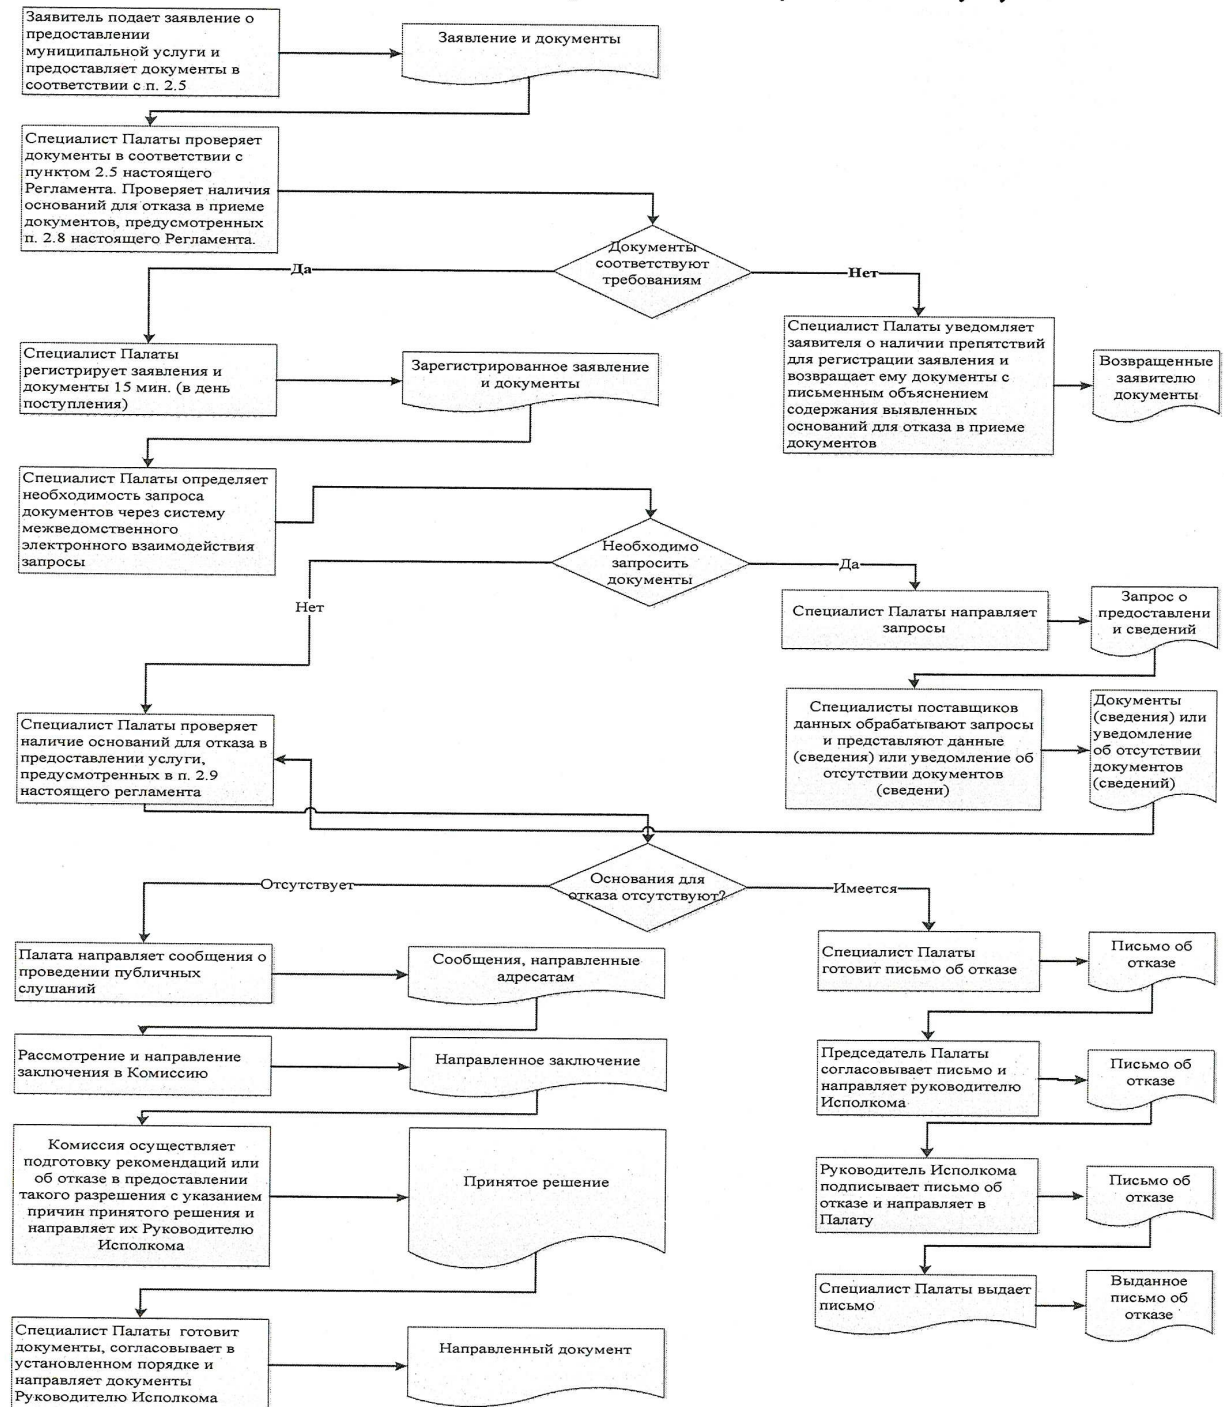 Заявитель подает заявление о
предоставлении
муниципальной услуги и
предоставляет документы в
соответствии с п. 2.5
Заявление и документы
Специалист Палаты проверяет
документы в соответствии с
пунктом 2.5 настоящего
Регламента. Проверяет наличия
оснований для отказа в приеме
документов, предусмотренных
п. 2.8 настоящего Регламента.
Документы
соответствуют
требованиям
Да
Нет
Специалист Палаты
регистрирует заявления и
документы 15 мин. (в день
поступления)
Зарегистрированное заявление
и документы
Специалист Палаты уведомляет
заявителя о наличии препятствий
для регистрации заявления и
возвращает ему документы с
письменным объяснением
содержания выявленных
оснований для отказа в приеме
документов
Возвращенные
заявителю
документы
Специалист Палаты определяет
необходимость запроса
документов через систему
межведомственного
электронного взаимодействия
запросы
Необходимо
запросить
документы
Нет
Да
Специалист Палаты направляет
запросы
Запрос о
предоставлени
и сведений
Специалисты поставщиков
данных обрабатывают запросы
и представляют данные
(сведения) или уведомление об
отсутствии документов
(сведени)
Документы
(сведения) или
уведомление
об отсутствии
документов
(сведений)
Специалист Палаты проверяет
наличие оснований для отказа в
предоставлении услуги,
предусмотренных в п. 2.9
настоящего регламента
Основания для
отказа отсутствуют?
Отсутствует
Имеется
Палата направляет сообщения о
проведении публичных
слушаний
Сообщения, направленные
адресатам
Специалист Палаты
готовит письмо об отказе
Письмо об
отказе
Рассмотрение и направление
заключения в Комиссию
Направленное заключение
Председатель Палаты
согласовывает письмо и
направляет руководителю
Исполкома
Письмо об
отказе
Комиссия осуществляет
подготовку рекомендаций или
об отказе в предоставлении
такого разрешения с указанием
причин принятого решения и
направляет их Руководителю
Исполкома
Принятое решение
Руководитель Исполкома
подписывает письмо об
отказе и направляет в
Палату
Письмо об
отказе
Специалист Палаты выдает
письмо
Выданное
письмо об
отказе
Специалист Палаты готовит
документы, согласовывает в
установленном порядке и
направляет документы
Руководителю Исполкома
Направленный документ